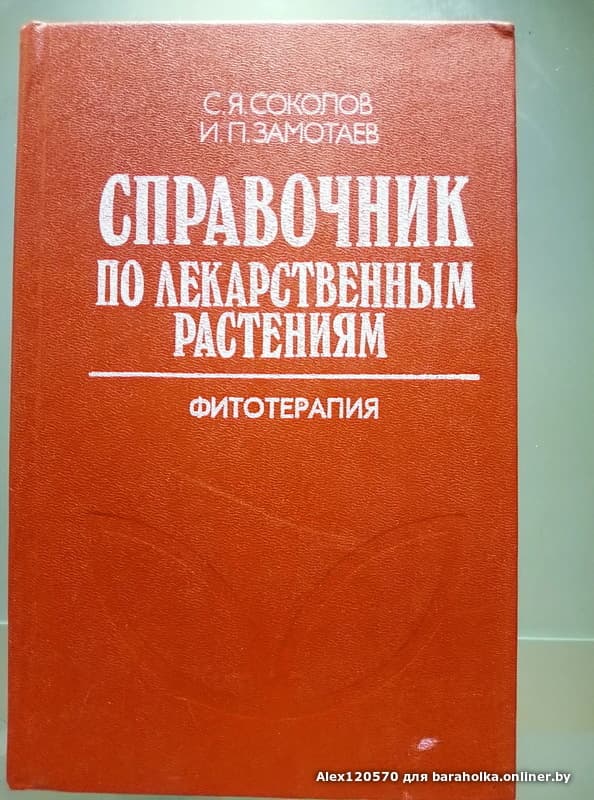 С.Я.СОКОЛОВ
И.П.ЗАМОТАЕВ
СПРАВОЧНИК
ПО ЛЕКАРСТВЕННЫМ
РАСТЕНИЯМ
ФИТОТЕРАПИЯ
Alex120570 для baraholka.onliner.by